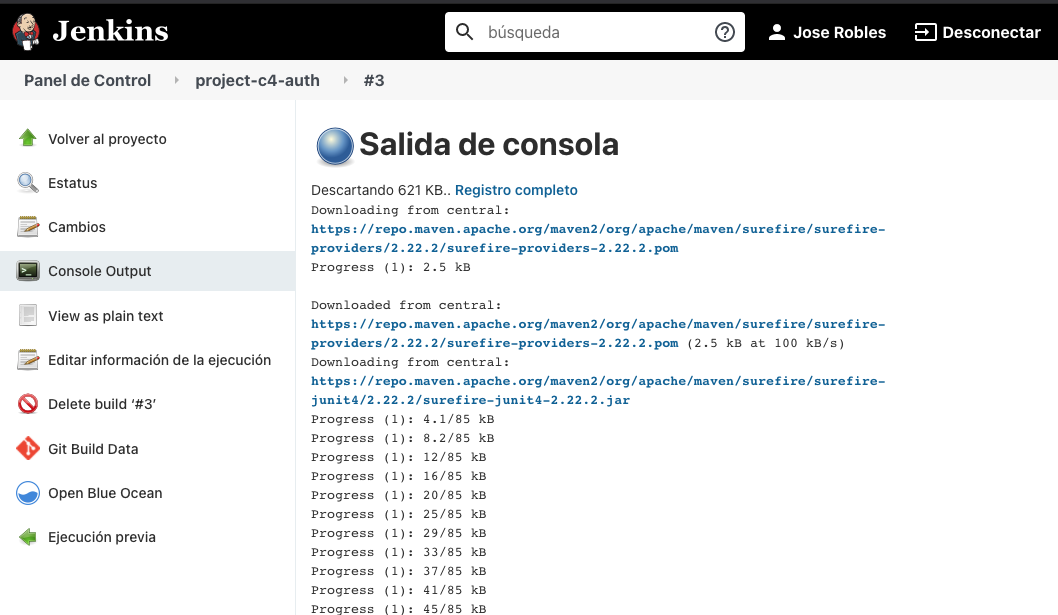 Jenkins
búsqueda
Jose Robles
Desconectar
Panel de Control
project-c4-auth
#3
Volver al proyecto
Estatus
Cambios
Console Output
View as plain text
Editar información de la ejecución
Delete build ‘#3’
Git Build Data
Open Blue Ocean
Ejecución previa
Salida de consola
Descartando 621 KB.. Registro completo
Downloading from central:
https://repo.maven.apache.org/maven2/org/apache/maven/surefire/surefire-
providers/2.22.2/surefire-providers-2.22.2.pom
Progress (1): 2.5 kB
Downloaded from central:
https://repo.maven.apache.org/maven2/org/apache/maven/surefire/surefire-
providers/2.22.2/surefire-providers-2.22.2.pom (2.5 kB at 100 kB/s)
Downloading from central:
https://repo.maven.apache.org/maven2/org/apache/maven/surefire/surefire-
junit4/2.22.2/surefire-junit4-2.22.2.jar
Progress (1): 4.1/85 kB
Progress (1): 8.2/85 kB
Progress (1): 12/85 kB
Progress (1): 16/85 kB
Progress (1): 20/85 kB
Progress (1): 25/85 kB
Progress (1): 29/85 kB
Progress (1): 33/85 kB
Progress (1): 37/85 kB
Progress (1): 41/85 kB
Progress (1): 45/85 kB